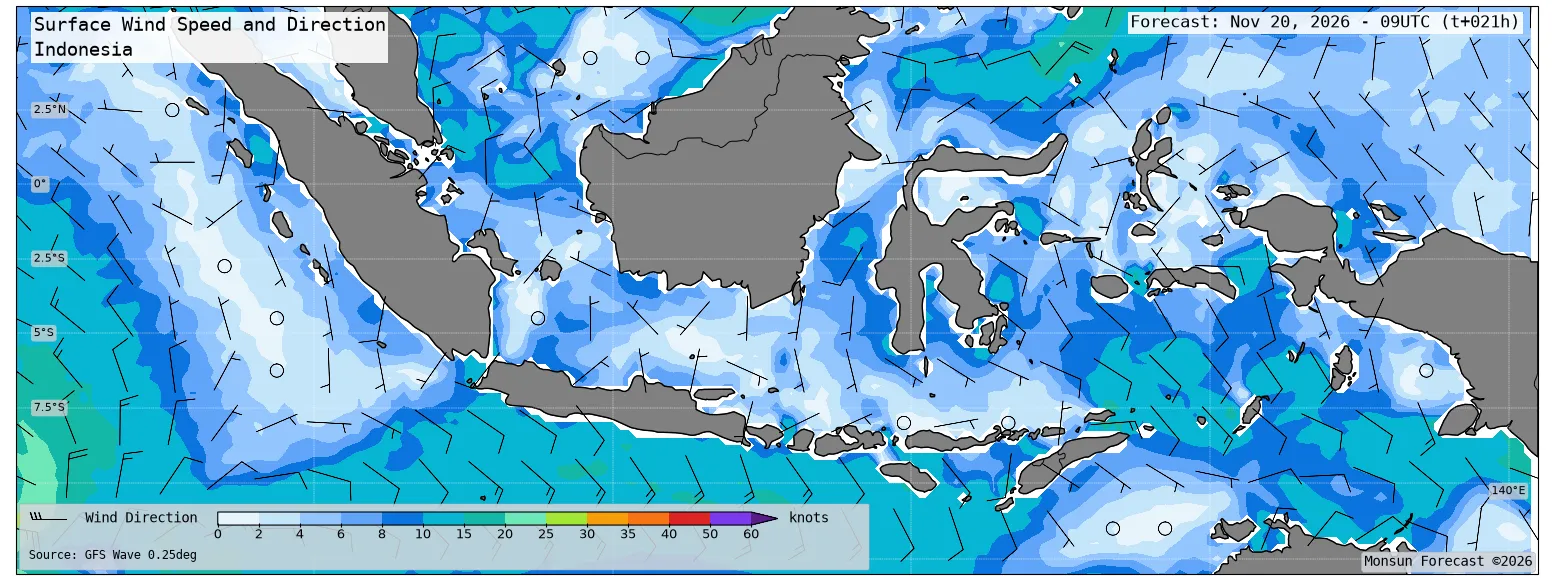 Surface Wind Speed and Direction
Indonesia
Forecast: Nov 20, 2026 - 09UTC (t+021h)
2.5°N
0°
2.5°S
5°S
7.5°S
140°E
Wind Direction
knots
0 2 4 6 8 10 15 20 25 30 35 40 50 60
Source: GFS Wave 0.25deg
Monsun Forecast ©2026